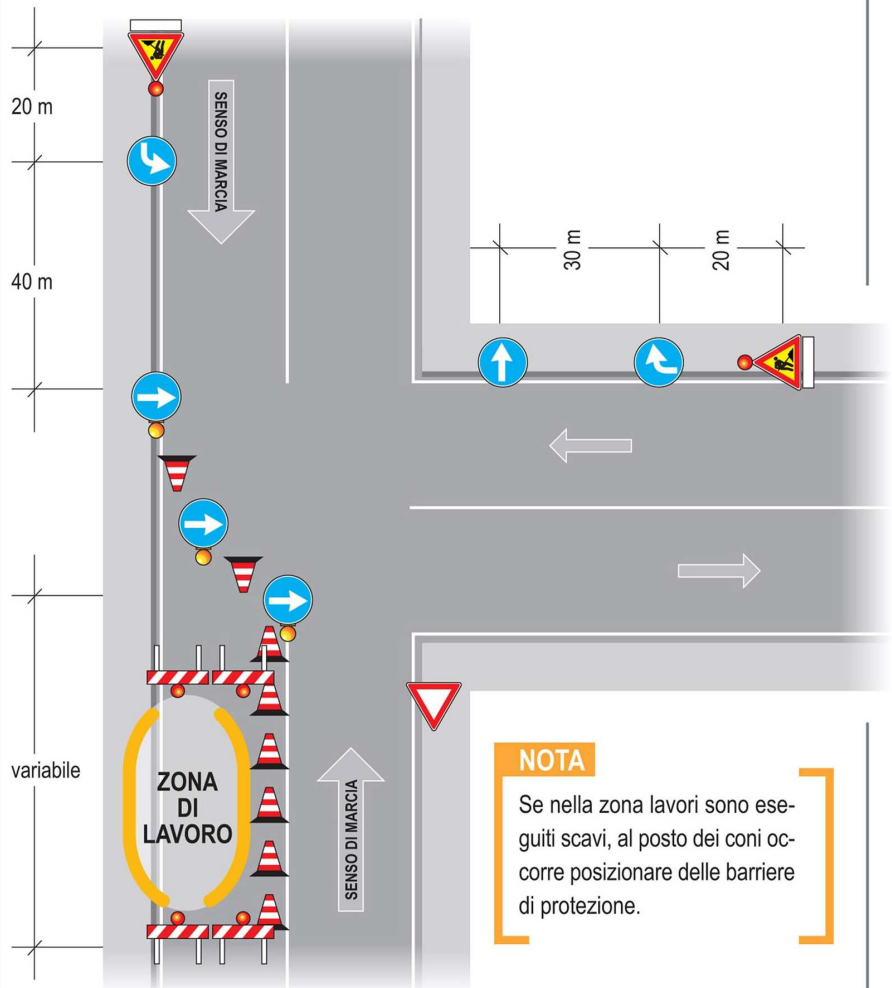 20 m
SENSO DI MARCIA
40 m
30 m
20 m
variabile
ZONA
DI
LAVORO
SENSO DI MARCIA
NOTA
Se nella zona lavori sono ese-
guiti scavi, al posto dei coni oc-
corre posizionare delle barriere
di protezione.